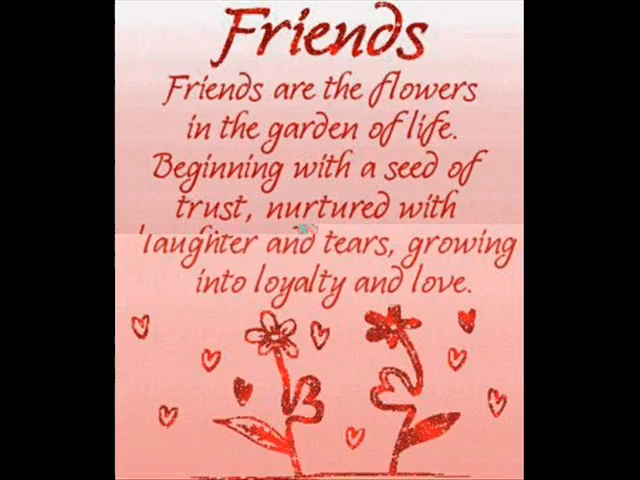 Friends
Friends are the flowers
in the garden of life.
Beginning with a seed of
trust, nurtured with
laughter and tears, growing
into loyalty and love.